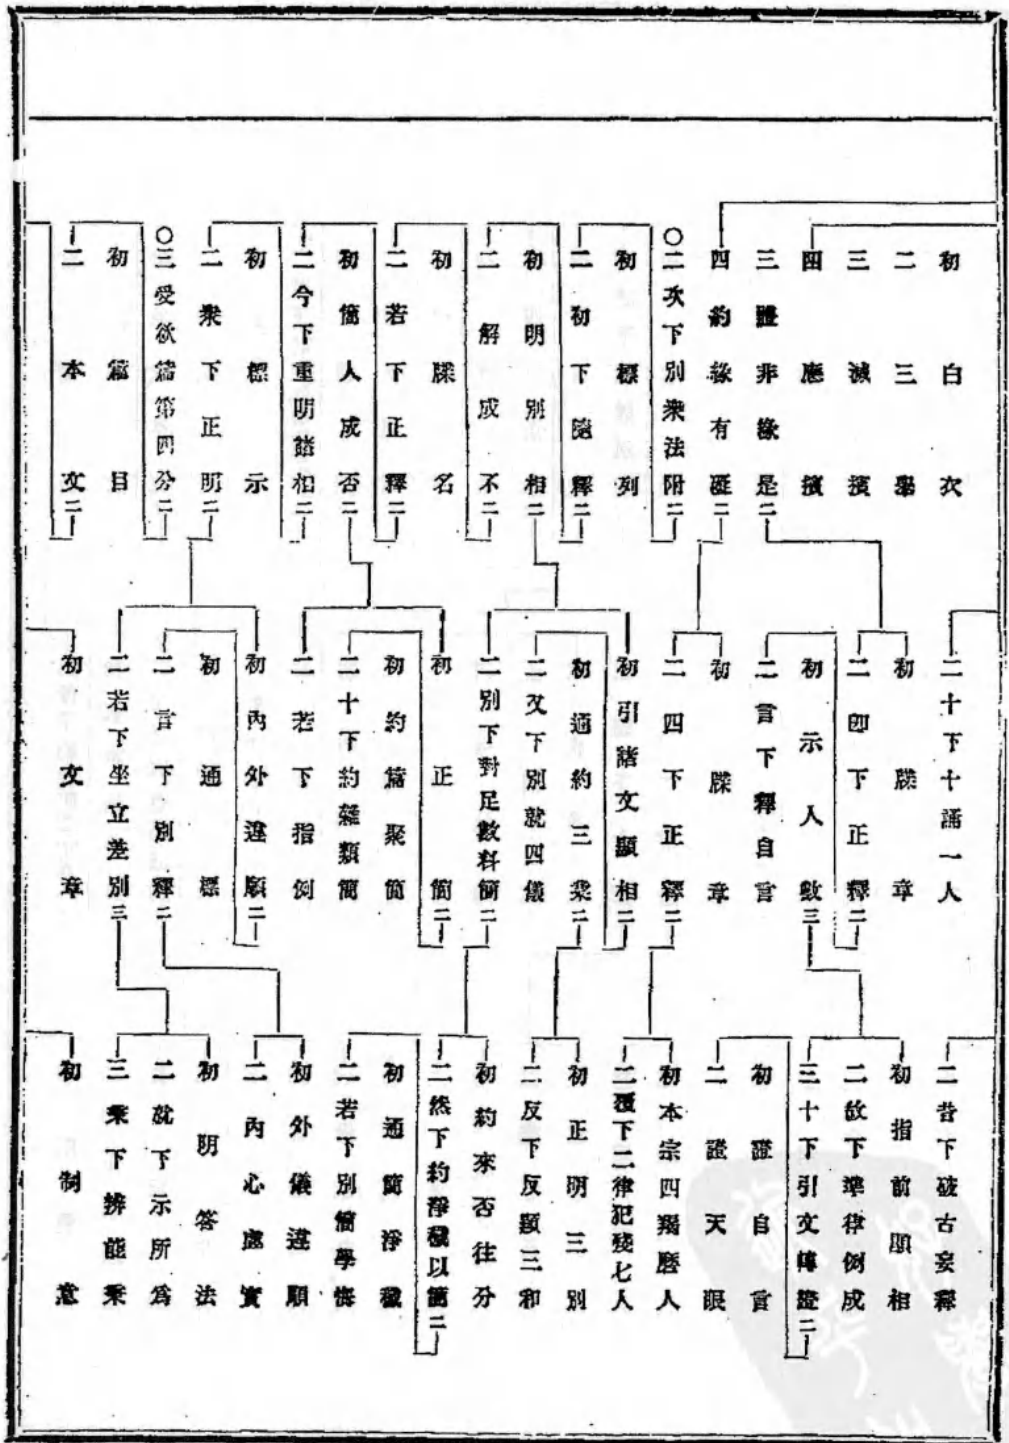 初白衣
二三舉
三滅擯
四應擯
三證非緣是二
四約緣有礙二
○二次下別衆法附二
初標列
二初下隨釋二
初明別相二
二解成不二
初牒名
二若下正釋二
初簡人成否二
二今下重明諸相二
初標示
二衆下正明二
○三受欲篇第四分二
初篇目
二本文二
二十下十誦一人
初牒章
二卽下正釋二
初示人數三
二言下釋自言
初牒章
二四下正釋二
初引諸文顯相二
初通約三業二
二又下別就四儀
二別下對足數料簡二
初正簡二
初約篇聚簡
二十下約雜類簡
二若下指例
初內外違順二
初通標
二言下別釋二
二若下坐立差別三
初文章
二昔下破古妄釋
初指前顯相
二故下準律例成
三十下引文轉證二
初證自言
二證天眼
初本宗四羯磨人
二覆下二律犯殘七人
初正明三別
二反下反顯三和
初約來否往分
二然下約淨穢以簡二
初通簡淨穢
二若下別簡學悔
初外儀違順
二內心虛實
初明答法
二就下示所爲
三乘下辨能乘
初制意